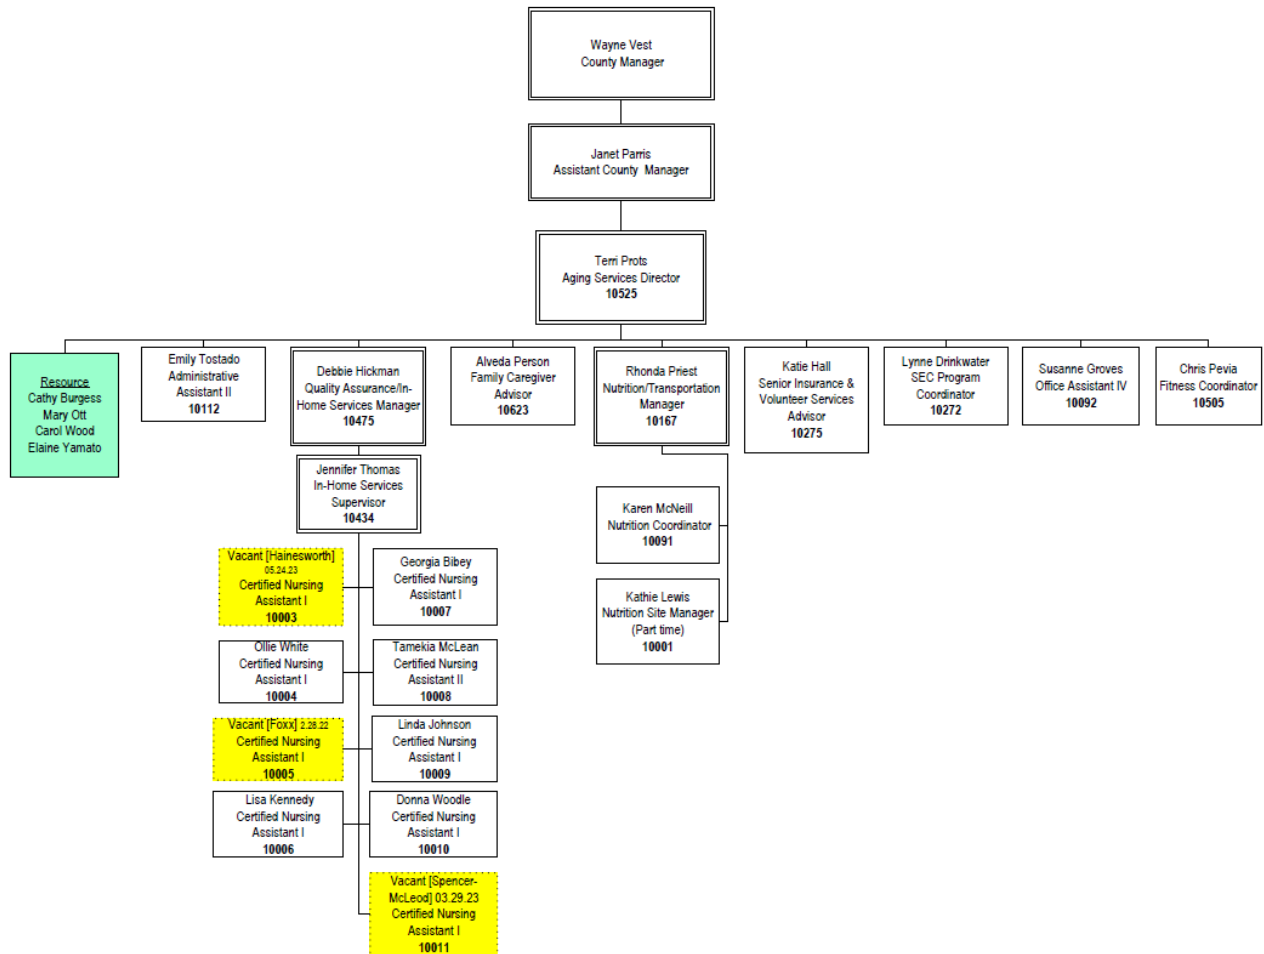 Wayne Vest
County Manager
Janet Parris
Assistant County Manager
Terri Prots
Aging Services Director
10525
Resource
Cathy Burgess
Mary Ott
Carol Wood
Elaine Yamato
Emily Tostado
Administrative
Assistant II
10112
Debbie Hickman
Quality Assurance/In-
Home Services Manager
10475
Alveda Person
Family Caregiver
Advisor
10623
Rhonda Priest
Nutrition/Transportation
Manager
10167
Katie Hall
Senior Insurance &
Volunteer Services
Advisor
10275
Lynne Drinkwater
SEC Program
Coordinator
10272
Susanne Groves
Office Assistant IV
10092
Chris Pevia
Fitness Coordinator
10505
Jennifer Thomas
In-Home Services
Supervisor
10434
Karen McNeill
Nutrition Coordinator
10091
Kathie Lewis
Nutrition Site Manager
(Part time)
10001
Vacant [Hainesworth]
05.24.23
Certified Nursing
Assistant I
10003
Georgia Bibey
Certified Nursing
Assistant I
10007
Ollie White
Certified Nursing
Assistant I
10004
Tamekia McLean
Certified Nursing
Assistant II
10008
Vacant [Foxx] 2.28.22
Certified Nursing
Assistant I
10005
Linda Johnson
Certified Nursing
Assistant I
10009
Lisa Kennedy
Certified Nursing
Assistant I
10006
Donna Woodle
Certified Nursing
Assistant I
10010
Vacant [Spencer-
McLeod] 03.29.23
Certified Nursing
Assistant I
10011